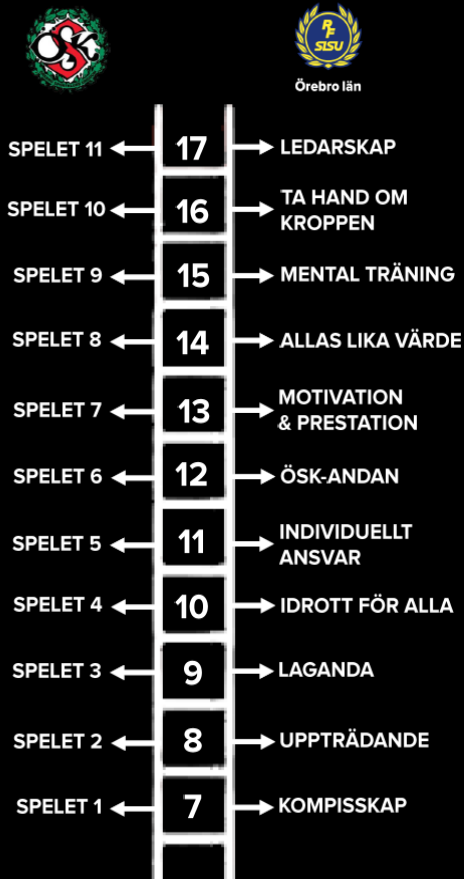 ÖSK
RF
SISU
Örebro län
SPELET 11 17 LEDARSKAP
SPELET 10 16 TA HAND OM
KROPPEN
SPELET 9 15 MENTAL TRÄNING
SPELET 8 14 ALLAS LIKA VÄRDE
SPELET 7 13 MOTIVATION
& PRESTATION
SPELET 6 12 ÖSK-ANDAN
SPELET 5 11 INDIVIDUELLT
ANSVAR
SPELET 4 10 IDROTT FÖR ALLA
SPELET 3 9 LAGANDA
SPELET 2 8 UPPTRÄDANDE
SPELET 1 7 KOMPISSKAP